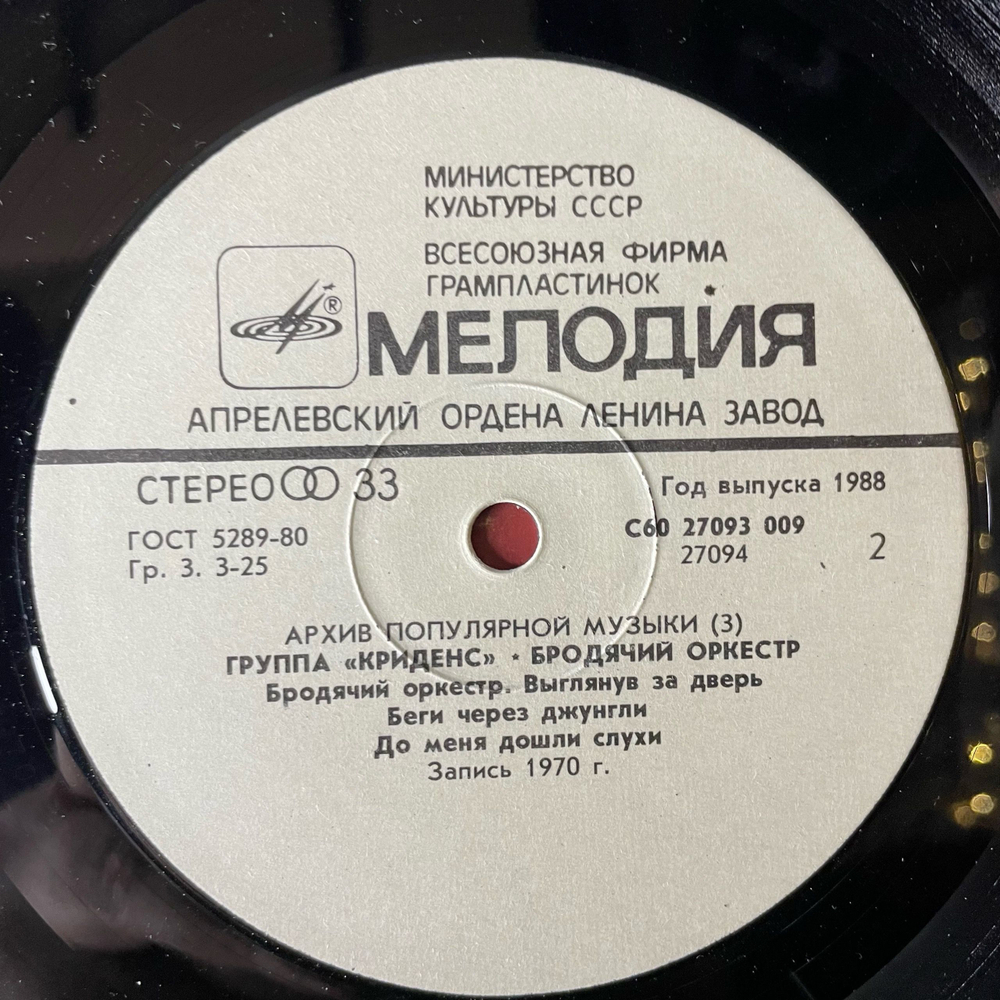 МИНИСТЕРСТВО
КУЛЬТУРЫ СССР
ВСЕСОЮЗНАЯ ФИРМА
ГРАМПЛАСТИНОК
®
МЕЛОДИЯ
АПРЕЛЕВСКИЙ ОРДЕНА ЛЕНИНА ЗАВОД
СТЕРЕО 33
Год выпуска 1988
ГОСТ 5289-80
С60 27093 009
Гр. 3. 3-25
27094
2
АРХИВ ПОПУЛЯРНОЙ МУЗЫКИ (3)
ГРУППА «КРИДЕНС» · БРОДЯЧИЙ ОРКЕСТР
Бродячий оркестр. Выглянув за дверь
Беги через джунгли
До меня дошли слухи
Запись 1970 г.